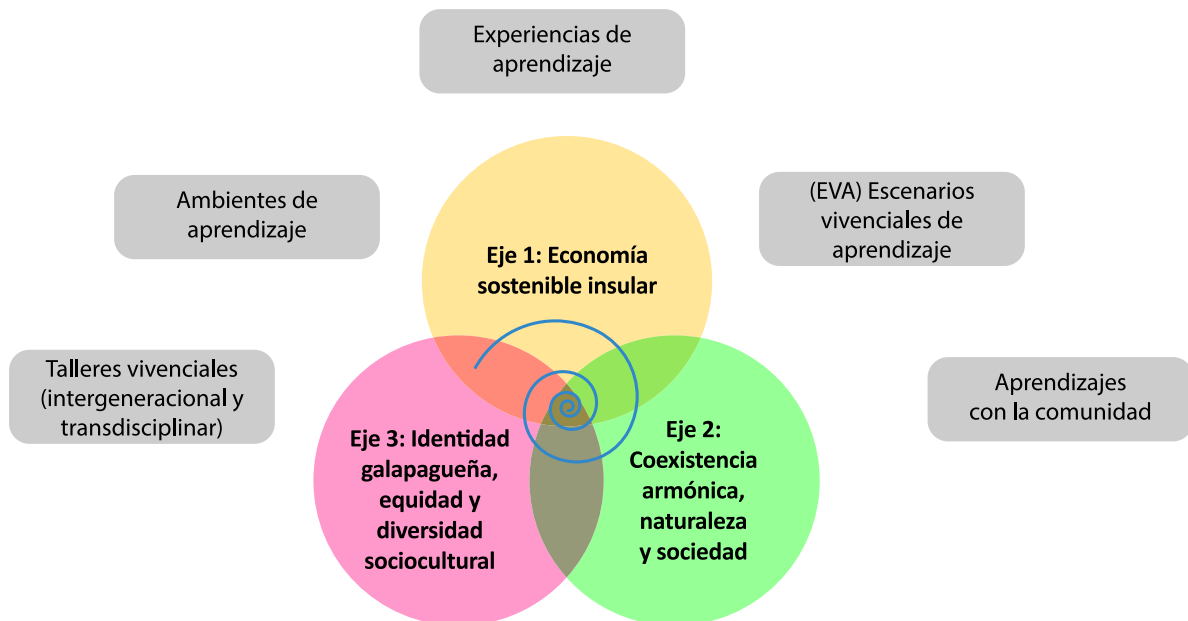 Experiencias de
aprendizaje
Ambientes de
aprendizaje
(EVA) Escenarios
vivenciales de
aprendizaje
Eje 1: Economía
sostenible insular
Talleres vivenciales
(intergeneracional y
transdisciplinar)
Aprendizajes
con la comunidad
Eje 3: Identidad
galapagueña,
equidad y
diversidad
sociocultural
Eje 2:
Coexistencia
armónica,
naturaleza
y sociedad